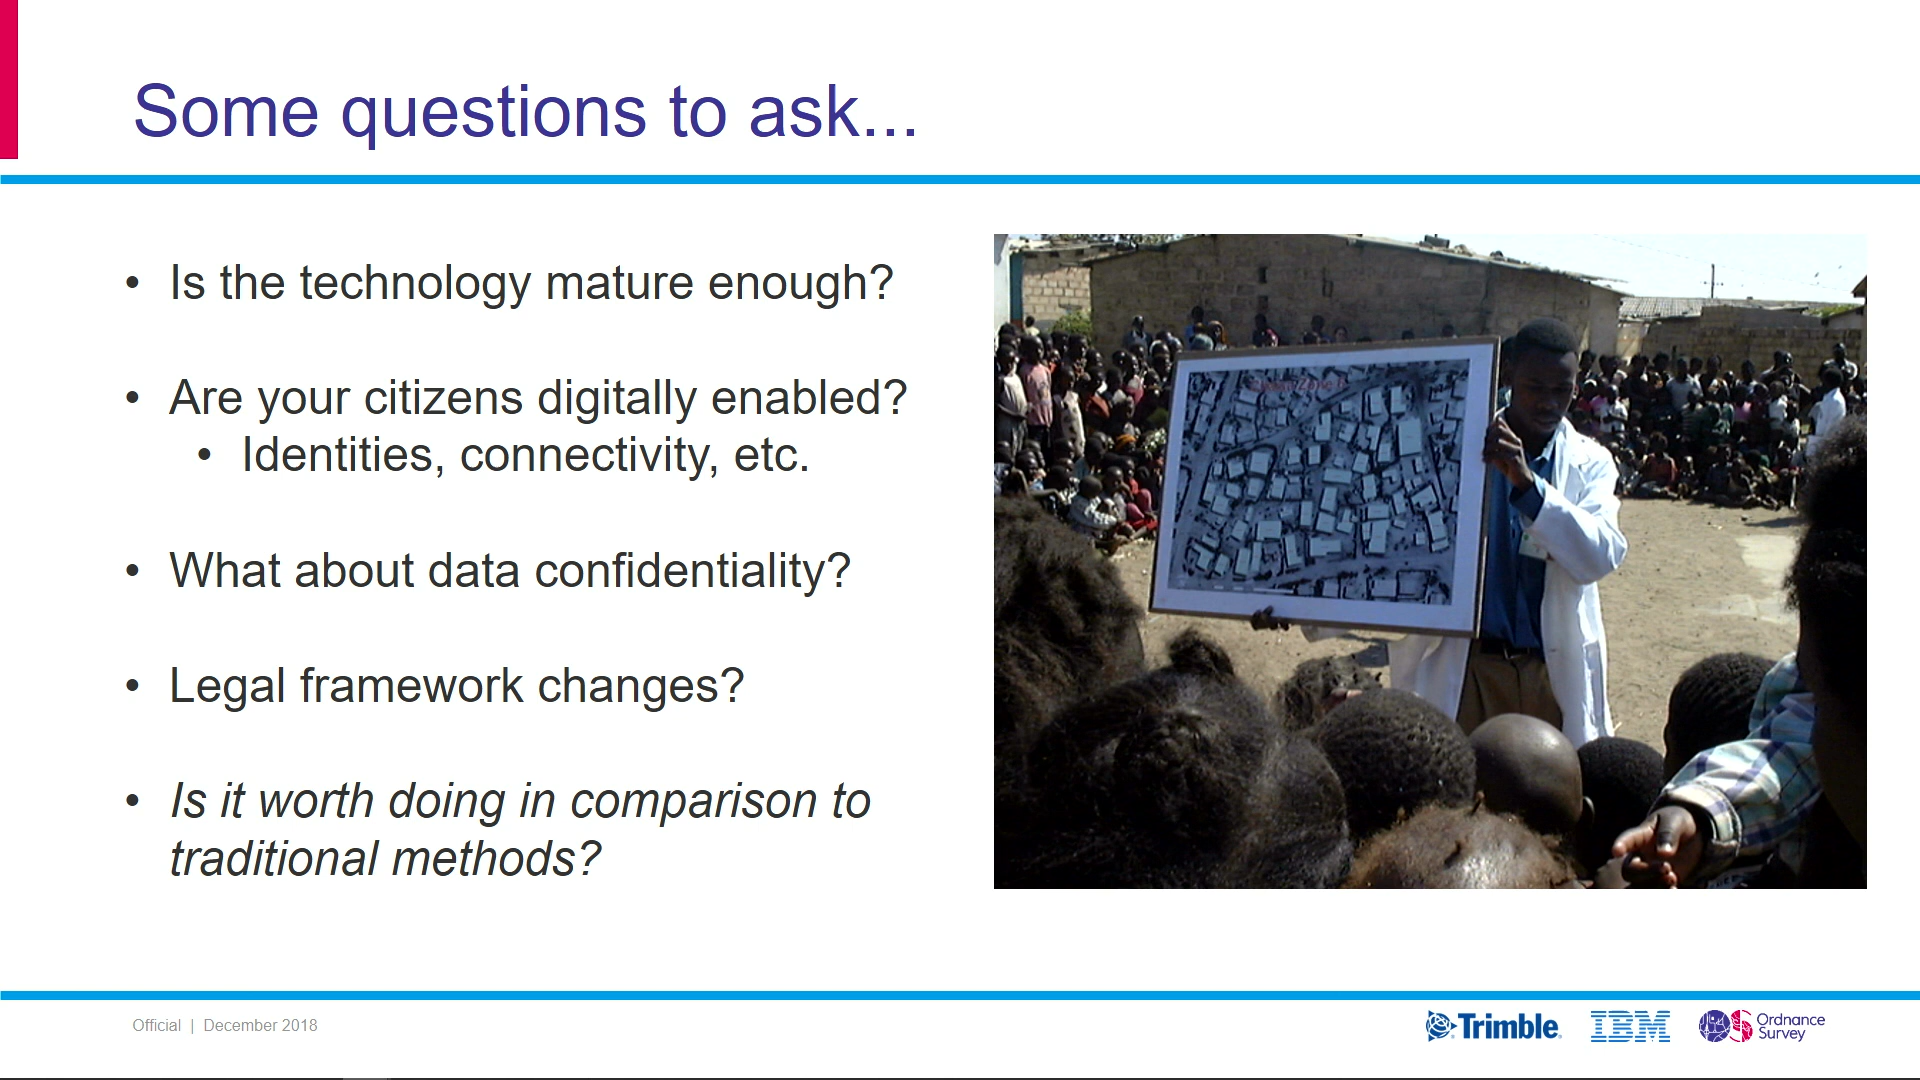 Some questions to ask...
• Is the technology mature enough?
• Are your citizens digitally enabled?
• Identities, connectivity, etc.
• What about data confidentiality?
• Legal framework changes?
• Is it worth doing in comparison to
traditional methods?
Official | December 2018
Trimble
IBM
Ordnance
Survey